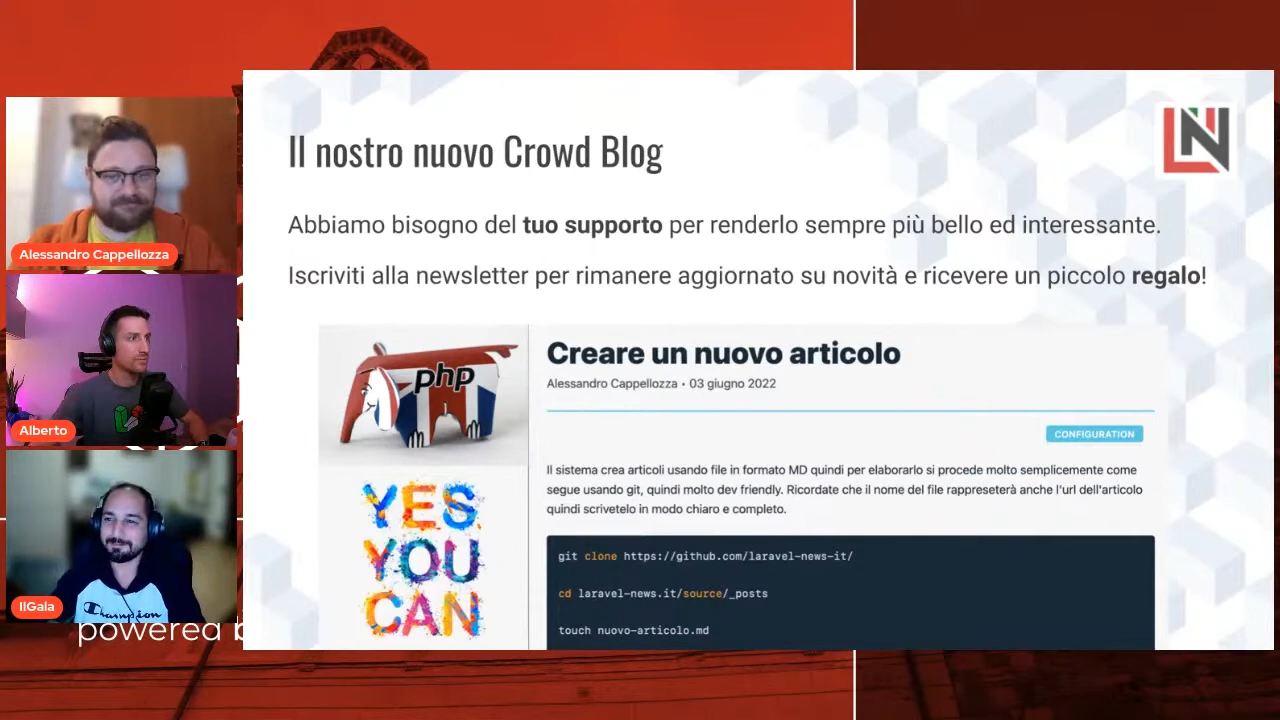 Il nostro nuovo Crowd Blog
Abbiamo bisogno del tuo supporto per renderlo sempre più bello ed interessante.
Iscriviti alla newsletter per rimanere aggiornato su novità e ricevere un piccolo regalo!
php
YES
YOU
CAN
Creare un nuovo articolo
Alessandro Cappellozza • 03 giugno 2022
CONFIGURATION
Il sistema crea articoli usando file in formato MD quindi per elaborarlo si procede molto semplicemente come
segue usando git, quindi molto dev friendly. Ricordate che il nome del file rappreseterà anche l'url dell'articolo
quindi scrivetelo in modo chiaro e completo.
git clone https://github.com/laravel-news-it/
cd laravel-news.it/source/_posts
touch nuovo-articolo.md
LN
Alessandro Cappellozza
Alberto
IlGala
Champion
powered b